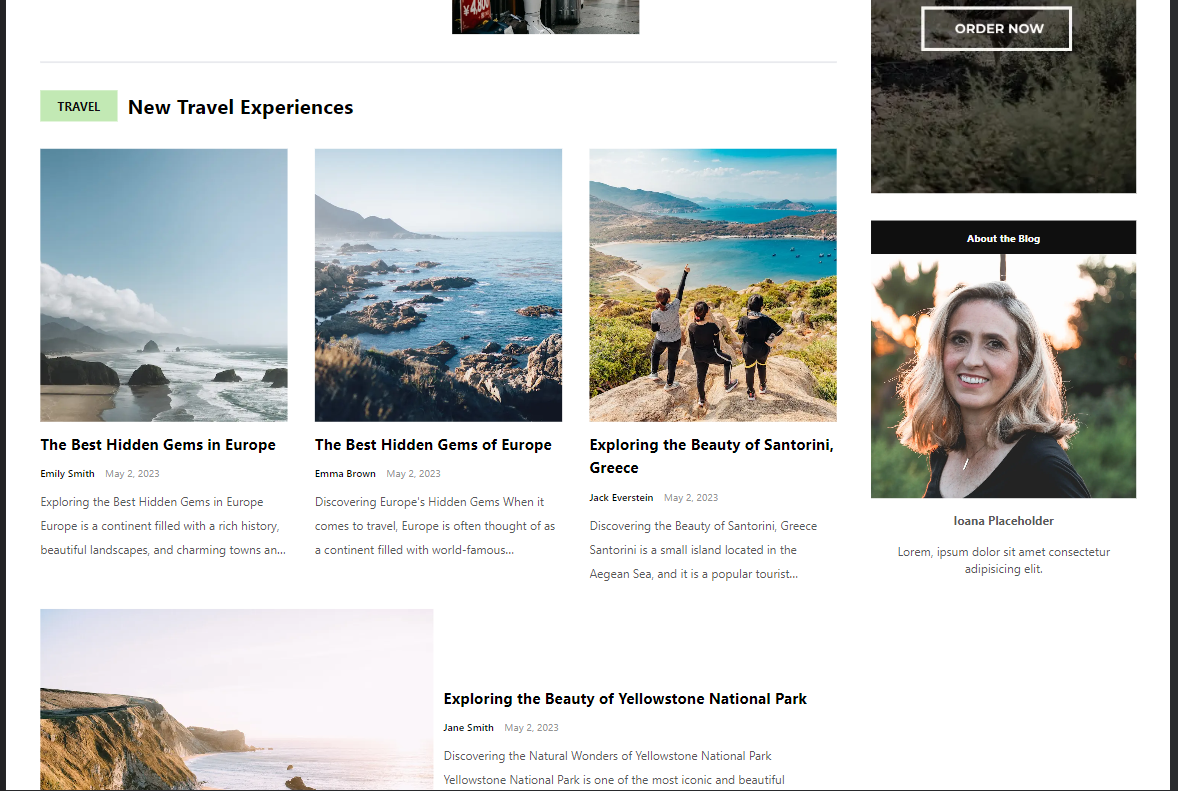 ¥4,800
ORDER NOW
TRAVEL
New Travel Experiences
The Best Hidden Gems in Europe
Emily Smith May 2, 2023
Exploring the Best Hidden Gems in Europe
Europe is a continent filled with a rich history,
beautiful landscapes, and charming towns an...
The Best Hidden Gems of Europe
Emma Brown May 2, 2023
Discovering Europe's Hidden Gems When it
comes to travel, Europe is often thought of as
a continent filled with world-famous...
Exploring the Beauty of Santorini,
Greece
Jack Everstein May 2, 2023
Discovering the Beauty of Santorini, Greece
Santorini is a small island located in the
Aegean Sea, and it is a popular tourist...
About the Blog
Ioana Placeholder
Lorem, ipsum dolor sit amet consectetur
adipisicing elit.
Exploring the Beauty of Yellowstone National Park
Jane Smith May 2, 2023
Discovering the Natural Wonders of Yellowstone National Park
Yellowstone National Park is one of the most iconic and beautiful